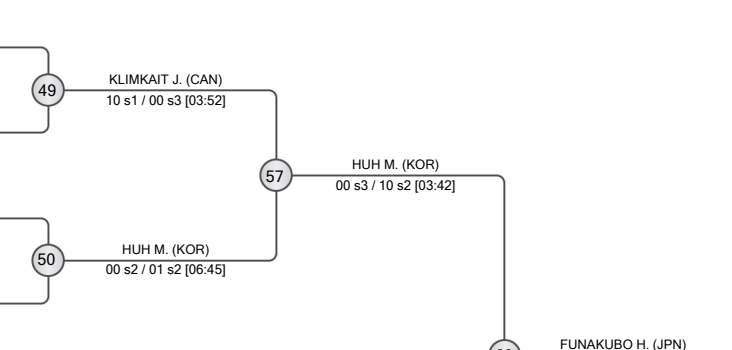 KLIMKAIT J. (CAN)
49
10 s1 / 00 s3 [03:52]
HUH M. (KOR)
57
00 s3 / 10 s2 [03:42]
HUH M. (KOR)
50
00 s2 / 01 s2 [06:45]
FUNAKUBO H. (JPN)